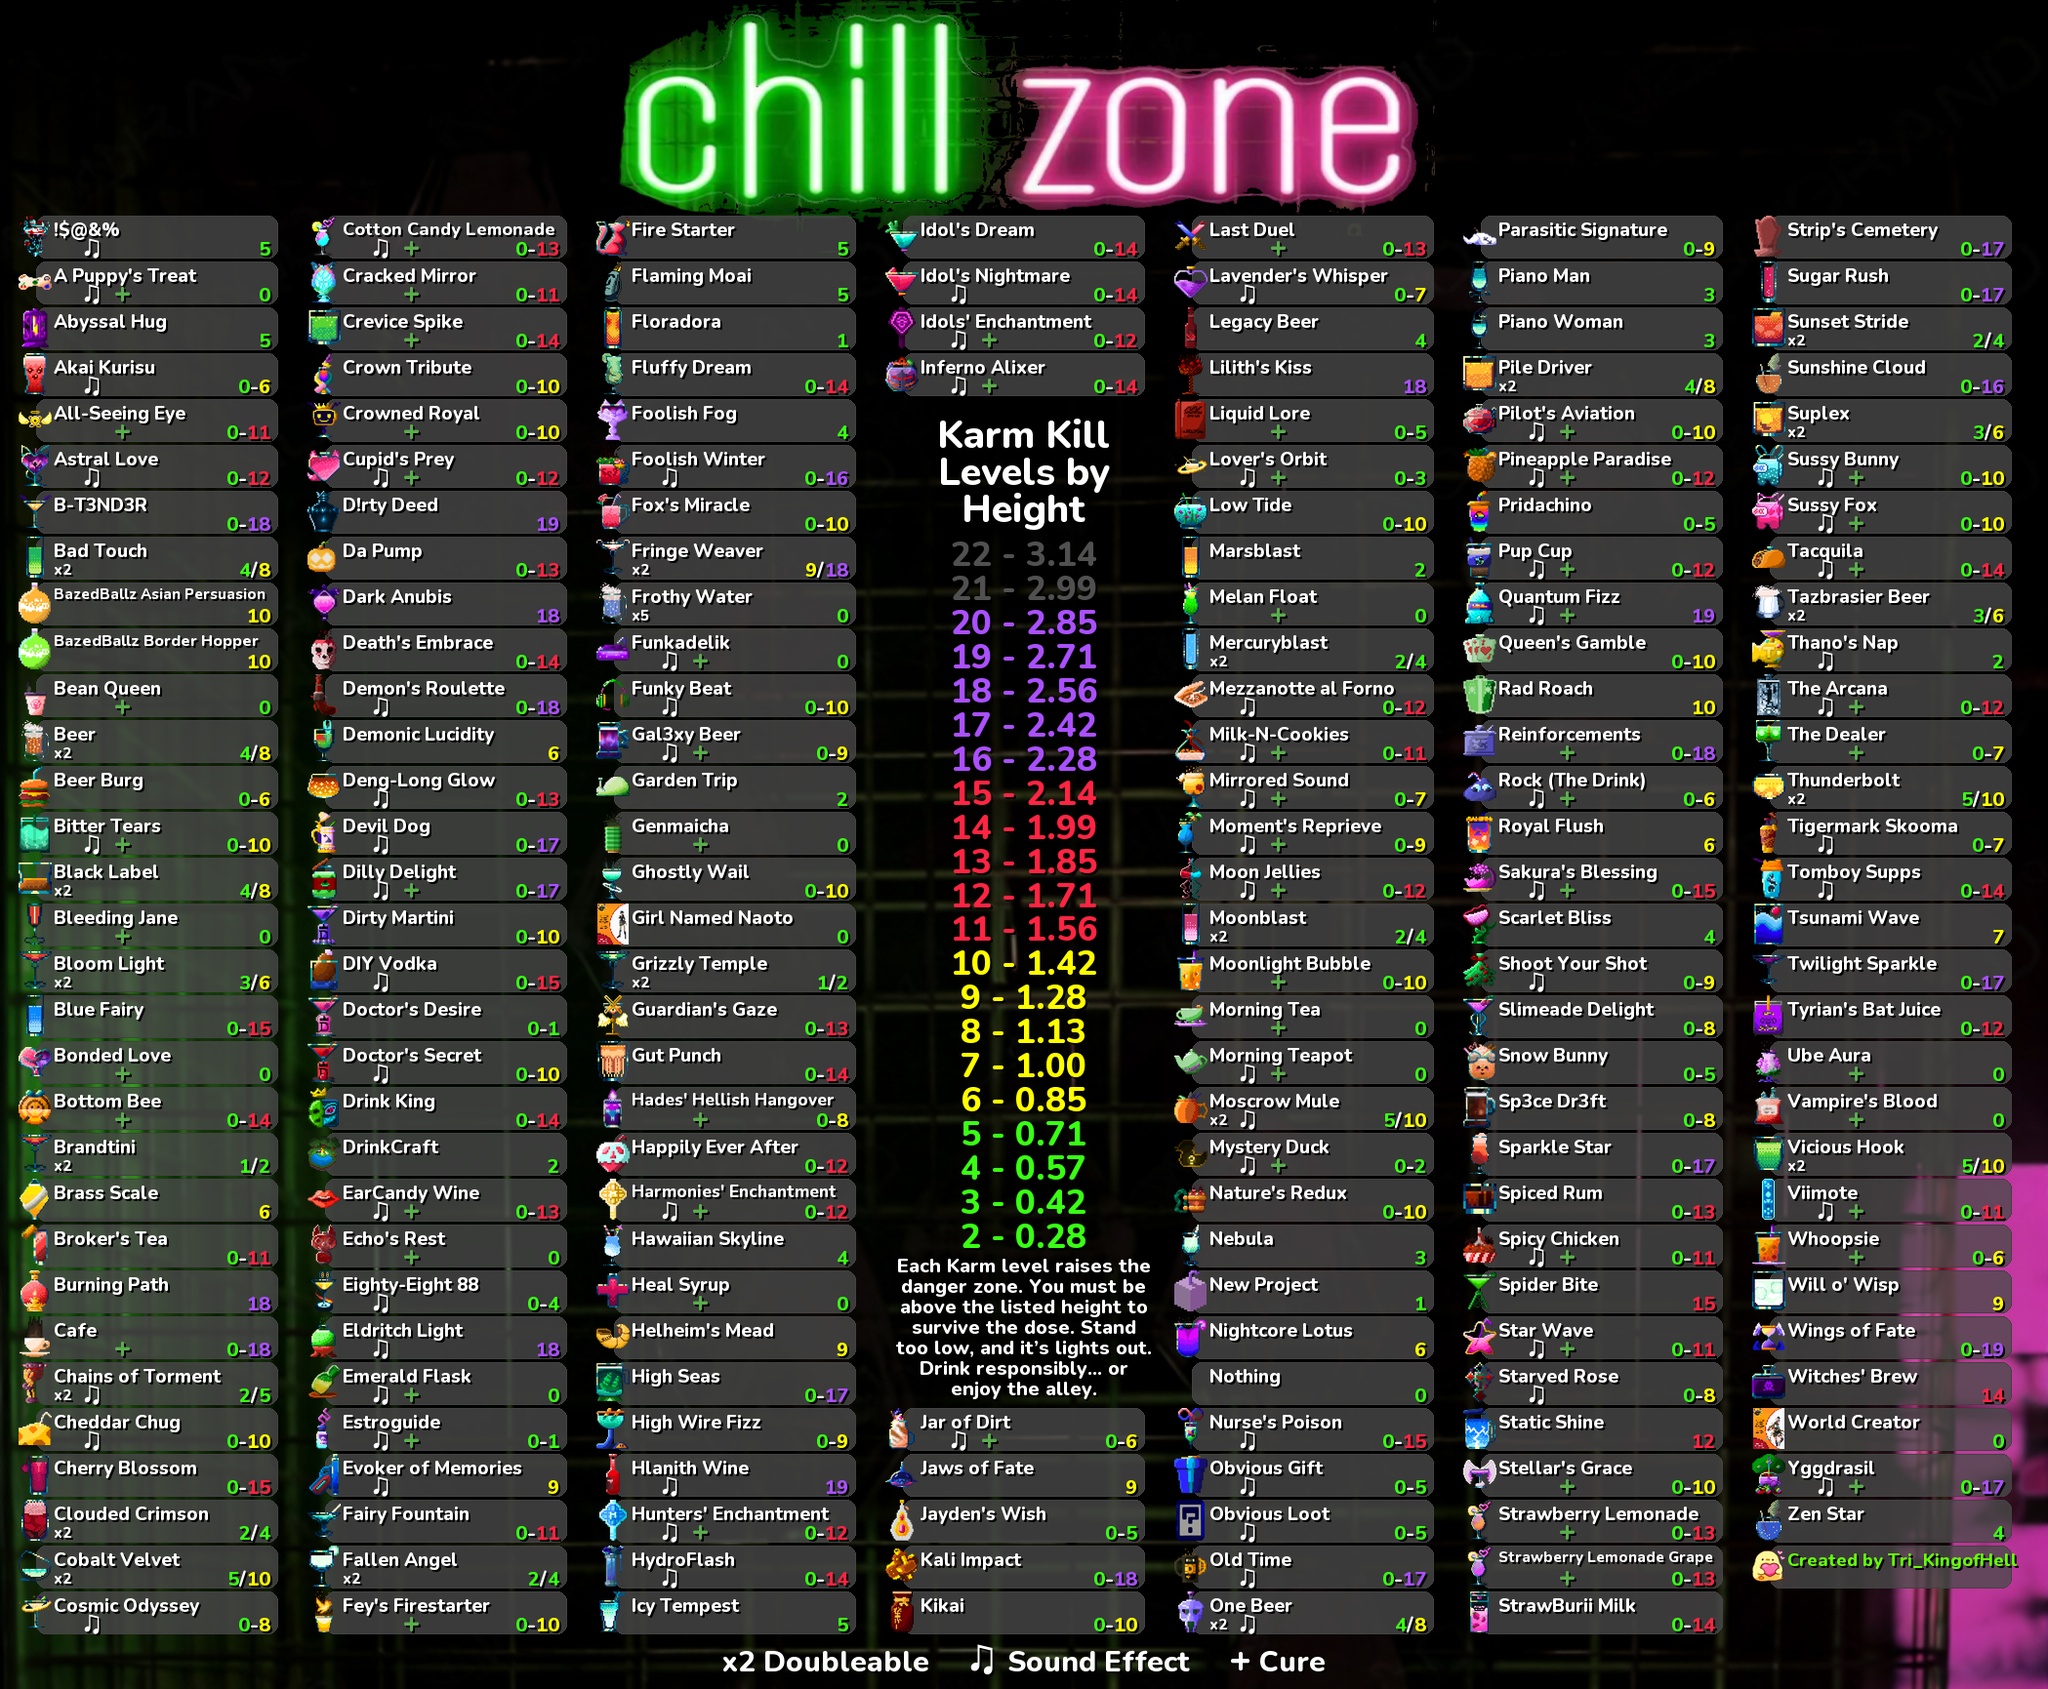 chill zone
!$@&%
♫ 5
A Puppy's Treat
♫ + 0
Abyssal Hug
5
Akai Kurisu
♫ 0-6
All-Seeing Eye
+ 0-11
Astral Love
♫ 0-12
B-T3ND3R
0-18
Bad Touch
x2 4/8
BazedBallz Asian Persuasion
10
BazedBallz Border Hopper
10
Bean Queen
+ 0
Beer
x2 4/8
Beer Burg
0-6
Bitter Tears
♫ + 0-10
Black Label
x2 4/8
Bleeding Jane
+ 0
Bloom Light
x2 3/6
Blue Fairy
0-15
Bonded Love
+ 0
Bottom Bee
+ 0-14
Brandtini
x2 1/2
Brass Scale
6
Broker's Tea
0-11
Burning Path
18
Cafe
+ 0-18
Chains of Torment
x2 ♫ 2/5
Cheddar Chug
♫ 0-10
Cherry Blossom
0-15
Clouded Crimson
x2 2/4
Cobalt Velvet
x2 5/10
Cosmic Odyssey
♫ 0-8
Cotton Candy Lemonade
♫ + 0-13
Cracked Mirror
+ 0-11
Crevice Spike
+ 0-14
Crown Tribute
0-10
Crowned Royal
+ 0-10
Cupid's Prey
♫ + 0-12
D!rty Deed
19
Da Pump
0-13
Dark Anubis
18
Death's Embrace
0-14
Demon's Roulette
♫ 0-18
Demonic Lucidity
6
Deng-Long Glow
♫ 0-13
Devil Dog
♫ 0-17
Dilly Delight
♫ + 0-17
Dirty Martini
0-10
DIY Vodka
♫ 0-15
Doctor's Desire
0-1
Doctor's Secret
♫ 0-10
Drink King
0-14
DrinkCraft
2
EarCandy Wine
♫ + 0-13
Echo's Rest
+ 0
Eighty-Eight 88
♫ 0-4
Eldritch Light
♫ 18
Emerald Flask
♫ + 0
Estroguide
♫ + 0-1
Evoker of Memories
♫ 9
Fairy Fountain
0-11
Fallen Angel
x2 2/4
Fey's Firestarter
+ 0-10
Fire Starter
5
Flaming Moai
5
Floradora
1
Fluffy Dream
0-14
Foolish Fog
4
Foolish Winter
♫ 0-16
Fox's Miracle
0-10
Fringe Weaver
x2 9/18
Frothy Water
x5 0
Funkadelik
♫ + 0
Funky Beat
♫ 0-10
Gal3xy Beer
♫ + 0-9
Garden Trip
2
Genmaicha
+ 0
Ghostly Wail
0-10
Girl Named Naoto
0
Grizzly Temple
x2 1/2
Guardian's Gaze
0-13
Gut Punch
0-14
Hades' Hellish Hangover
+ 0-8
Happily Ever After
0-12
Harmonies' Enchantment
♫ + 0-12
Hawaiian Skyline
4
Heal Syrup
+ 0
Helheim's Mead
9
High Seas
0-17
High Wire Fizz
0-9
Hlanith Wine
19
Hunters' Enchantment
♫ + 0-12
HydroFlash
♫ 0-14
Icy Tempest
5
Idol's Dream
0-14
Idol's Nightmare
♫ 0-14
Idols' Enchantment
♫ + 0-12
Inferno Alixer
♫ + 0-14
Karm Kill
Levels by
Height
22 - 3.14
21 - 2.99
20 - 2.85
19 - 2.71
18 - 2.56
17 - 2.42
16 - 2.28
15 - 2.14
14 - 1.99
13 - 1.85
12 - 1.71
11 - 1.56
10 - 1.42
9 - 1.28
8 - 1.13
7 - 1.00
6 - 0.85
5 - 0.71
4 - 0.57
3 - 0.42
2 - 0.28
Each Karm level raises the
danger zone. You must be
above the listed height to
survive the dose. Stand
too low, and it's lights out.
Drink responsibly... or
enjoy the alley.
Jar of Dirt
♫ + 0-6
Jaws of Fate
9
Jayden's Wish
0-5
Kali Impact
0-18
Kikai
0-10
Last Duel
+ 0-13
Lavender's Whisper
♫ 0-7
Legacy Beer
4
Lilith's Kiss
18
Liquid Lore
+ 0-5
Lover's Orbit
♫ + 0-3
Low Tide
0-10
Marsblast
2
Melan Float
+ 0
Mercuryblast
x2 2/4
Mezzanotte al Forno
♫ 0-12
Milk-N-Cookies
♫ + 0-11
Mirrored Sound
♫ + 0-7
Moment's Reprieve
♫ + 0-9
Moon Jellies
♫ + 0-12
Moonblast
x2 2/4
Moonlight Bubble
+ 0-10
Morning Tea
+ 0
Morning Teapot
♫ + 0
Moscrow Mule
x2 ♫ 5/10
Mystery Duck
♫ + 0-2
Nature's Redux
0-10
Nebula
3
New Project
1
Nightcore Lotus
6
Nothing
0
Nurse's Poison
♫ 0-15
Obvious Gift
♫ 0-5
Obvious Loot
♫ 0-5
Old Time
♫ 0-17
One Beer
x2 ♫ 4/8
Parasitic Signature
0-9
Piano Man
3
Piano Woman
3
Pile Driver
x2 4/8
Pilot's Aviation
♫ + 0-10
Pineapple Paradise
♫ + 0-12
Pridachino
0-5
Pup Cup
♫ + 0-12
Quantum Fizz
♫ + 19
Queen's Gamble
0-10
Rad Roach
10
Reinforcements
+ 0-18
Rock (The Drink)
♫ + 0-6
Royal Flush
6
Sakura's Blessing
♫ + 0-15
Scarlet Bliss
4
Shoot Your Shot
♫ 0-9
Slimeade Delight
0-8
Snow Bunny
0-5
Sp3ce Dr3ft
0-8
Sparkle Star
0-17
Spiced Rum
0-13
Spicy Chicken
♫ + 0-11
Spider Bite
15
Star Wave
♫ + 0-11
Starved Rose
♫ 0-8
Static Shine
12
Stellar's Grace
+ 0-10
Strawberry Lemonade
+ 0-13
Strawberry Lemonade Grape
+ 0-13
StrawBurii Milk
0-14
Strip's Cemetery
0-17
Sugar Rush
0-17
Sunset Stride
x2 2/4
Sunshine Cloud
0-16
Suplex
x2 3/6
Sussy Bunny
♫ + 0-10
Sussy Fox
♫ + 0-10
Tacquila
♫ + 0-14
Tazbrasier Beer
x2 3/6
Thano's Nap
♫ 2
The Arcana
♫ + 0-12
The Dealer
+ 0-7
Thunderbolt
x2 5/10
Tigermark Skooma
♫ 0-7
Tomboy Supps
♫ 0-14
Tsunami Wave
7
Twilight Sparkle
0-17
Tyrian's Bat Juice
0-12
Ube Aura
+ 0
Vampire's Blood
+ 0
Vicious Hook
x2 5/10
Viimote
♫ + 0-11
Whoopsie
+ 0-6
Will o' Wisp
9
Wings of Fate
0-19
Witches' Brew
14
World Creator
0
Yggdrasil
♫ + 0-17
Zen Star
4
Created by Tri_KingofHell
x2 Doubleable ♫ Sound Effect + Cure